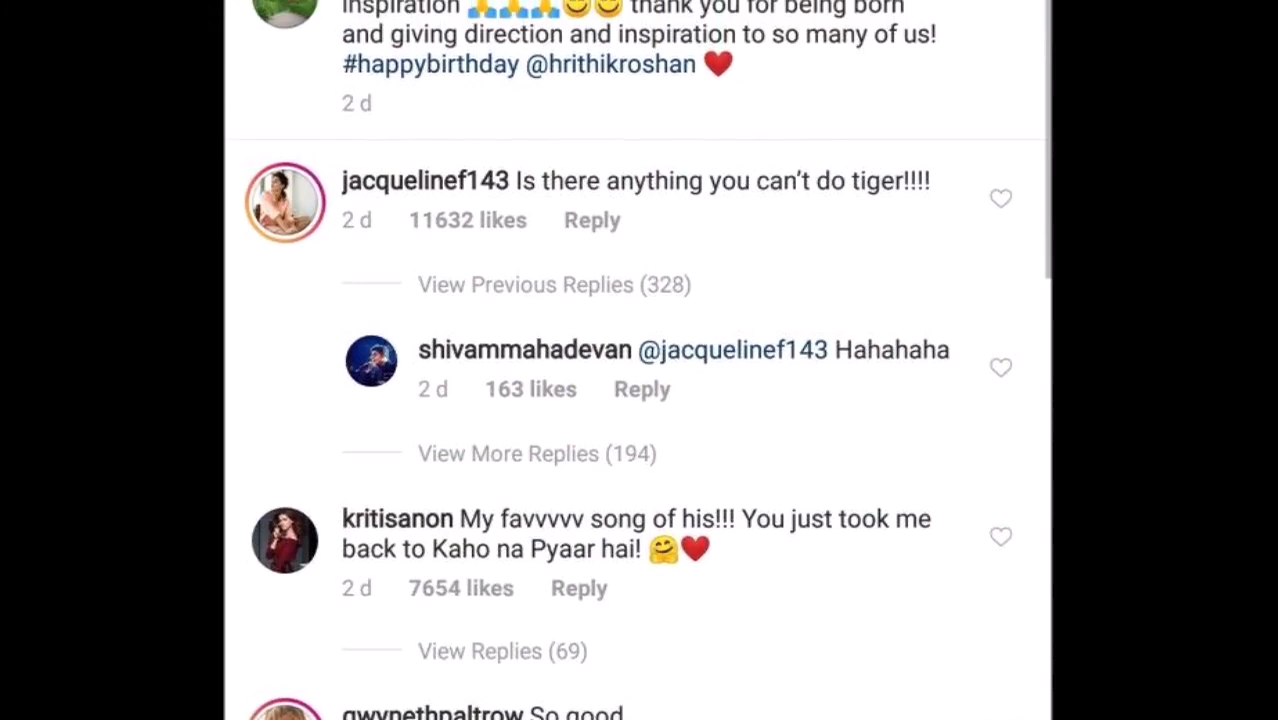 inspiration 🙏🙏🙏😊😊 thank you for being born
and giving direction and inspiration to so many of us!
#happybirthday @hrithikroshan ❤️
2 d
jacquelinef143 Is there anything you can’t do tiger!!!!
2 d 11632 likes Reply
View Previous Replies (328)
shivammahadevan @jacquelinef143 Hahahaha
2 d 163 likes Reply
View More Replies (194)
kritisanon My favvvvv song of his!!! You just took me
back to Kaho na Pyaar hai! 🤗❤️
2 d 7654 likes Reply
View Replies (69)
gwynethpaltrow So good